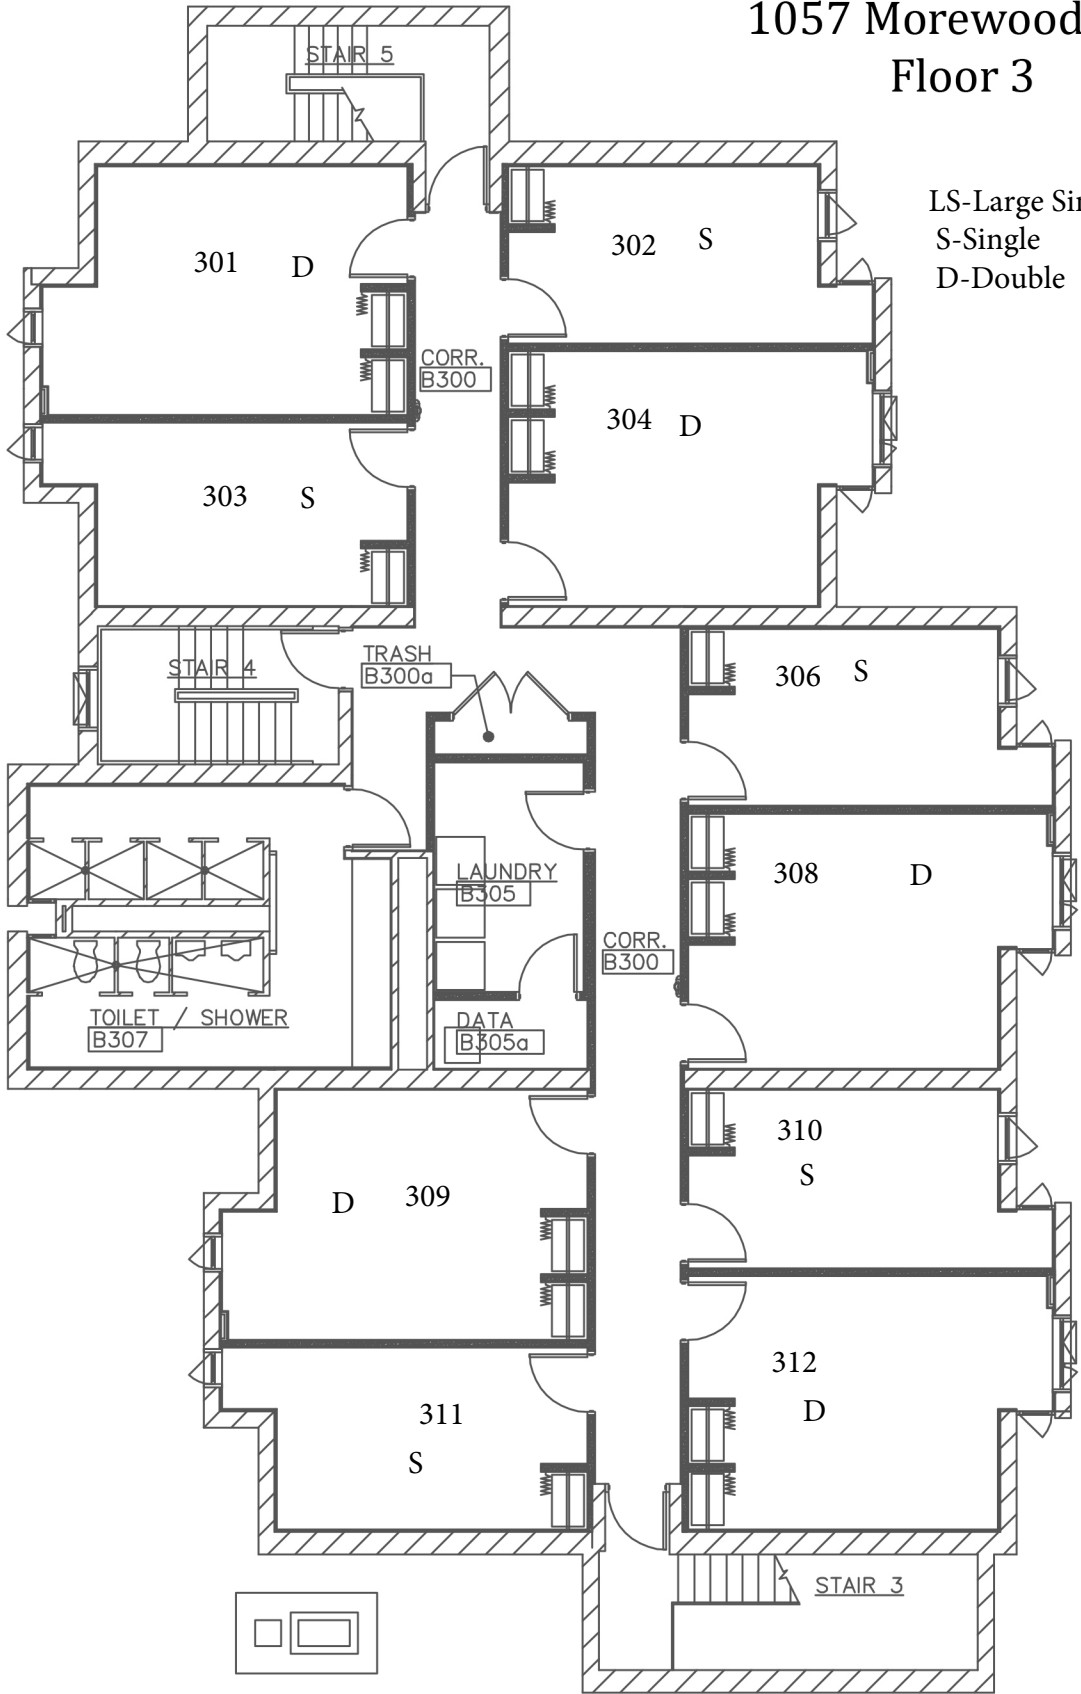 1057 Morewood
Floor 3
STAIR 5
LS-Large
S-Single
D-Double
301 D
302 S
CORR.
B300
304 D
303 S
TRASH
B300a
STAIR 4
306 S
LAUNDRY
B305
308 D
CORR.
B300
TOILET / SHOWER
B307
DATA
B305a
310
S
D 309
312
D
311
S
STAIR 3